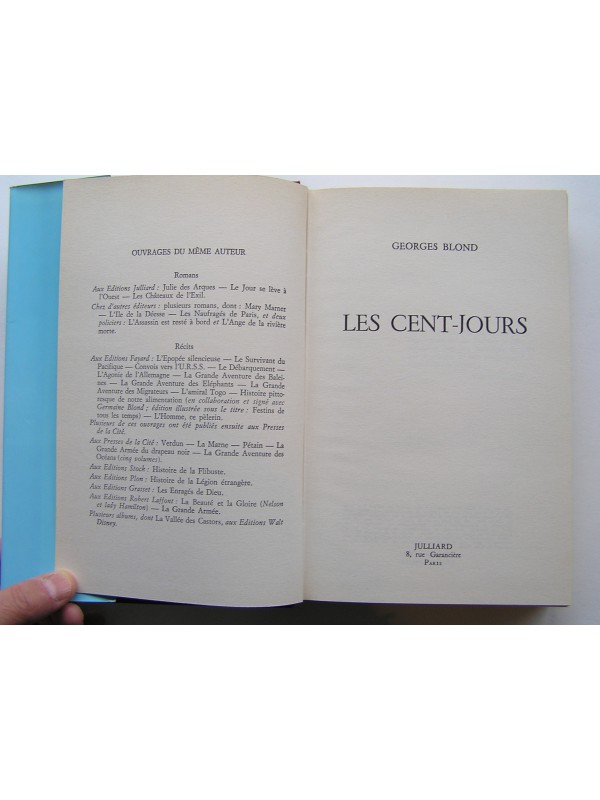 OUVRAGES DU MÊME AUTEUR
Romans
Aux Editions Julliard : Julie des Arques — Le Jour se lève à
l'Ouest — Les Châteaux de l'Exil.
Chez d'autres éditeurs : plusieurs romans, dont : Mary Marner
— L'Ile de la Déesse — Les Naufragés de Paris, et deux
policiers : L'Assassin est resté à bord et L'Ange de la rivière
morte.
Récits
Aux Editions Fayard : L'Epopée silencieuse — Le Survivant du
Pacifique — Convois vers l'U.R.S.S. — Le Débarquement —
L'Agonie de l'Allemagne — La Grande Aventure des Balei-
nes — La Grande Aventure des Eléphants — La Grande
Aventure des Migrateurs — L'amiral Togo — Histoire pitto-
resque de notre alimentation (en collaboration et signé avec
Germaine Blond ; édition illustrée sous le titre : Festins de
tous les temps) — L'Homme, ce pèlerin.
Plusieurs de ces ouvrages ont été publiés ensuite aux Presses
de la Cité.
Aux Presses de la Cité : Verdun — La Marne — Pétain — La
Grande Armée du drapeau noir — La Grande Aventure des
Océans (cinq volumes).
Aux Editions Stock : Histoire de la Flibuste.
Aux Editions Plon : Histoire de la Légion étrangère.
Aux Editions Grasset : Les Enragés de Dieu.
Aux Editions Robert Laffont : La Beauté et la Gloire (Nelson
et lady Hamilton) — La Grande Armée.
Plusieurs albums, dont La Vallée des Castors, aux Editions Walt
Disney.
GEORGES BLOND
LES CENT-JOURS
JULLIARD
8, rue Garancière
PARIS